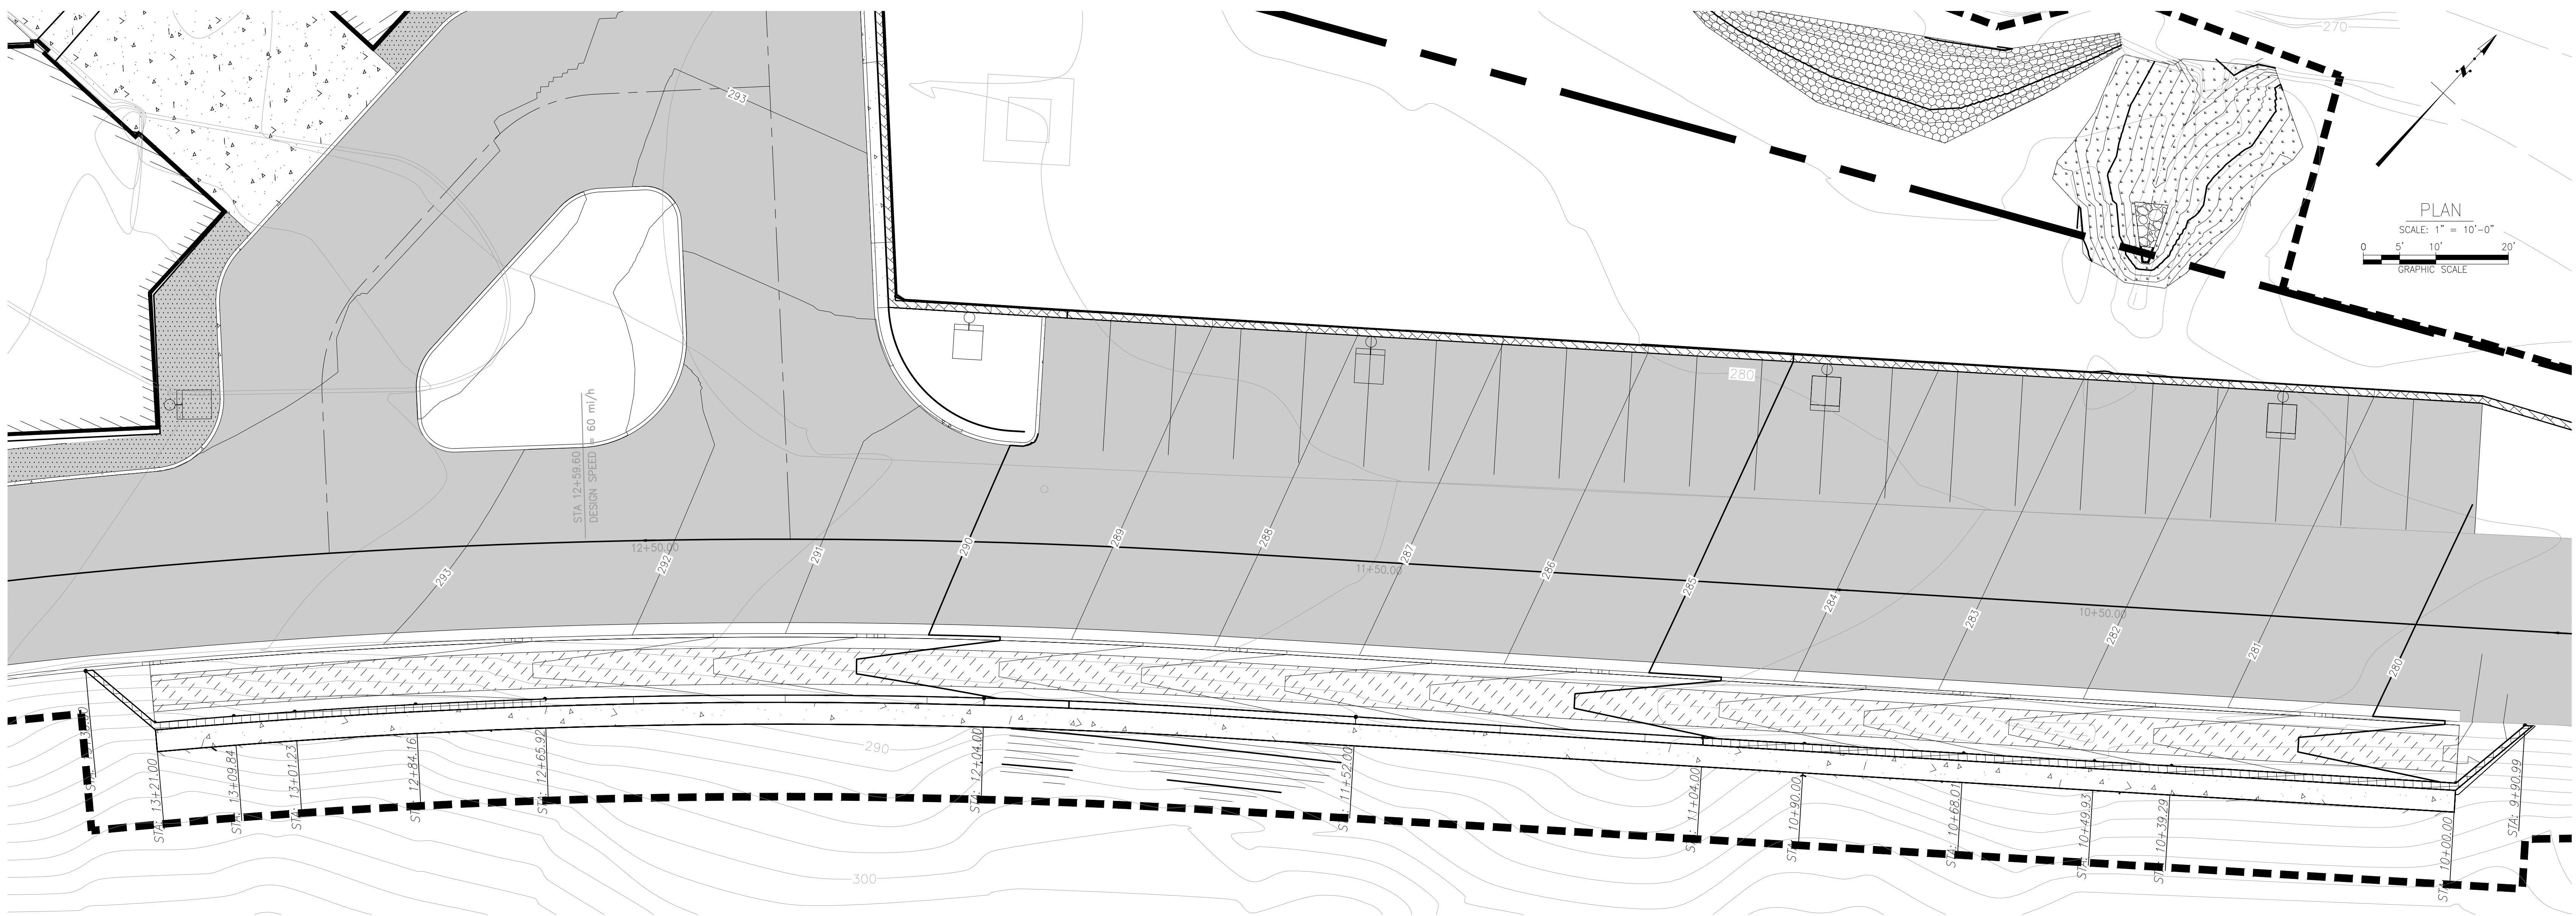 270
PLAN
SCALE: 1" = 10'-0"
0 5' 10' 20'
GRAPHIC SCALE
293
280
STA 12+59.60
DESIGN SPEED = 60 mi/h
12+50.00
11+50.00
10+50.00
293
292
291
290
289
288
287
286
285
284
283
282
281
280
290
300
STA: 13+21.00
STA: 13+09.84
STA: 13+01.23
STA: 12+84.16
STA: 12+65.92
STA: 12+04.00
STA: 11+52.00
STA: 11+04.00
STA: 10+90.00
STA: 10+68.01
STA: 10+49.93
STA: 10+39.29
STA: 10+00.00
STA: 9+90.99